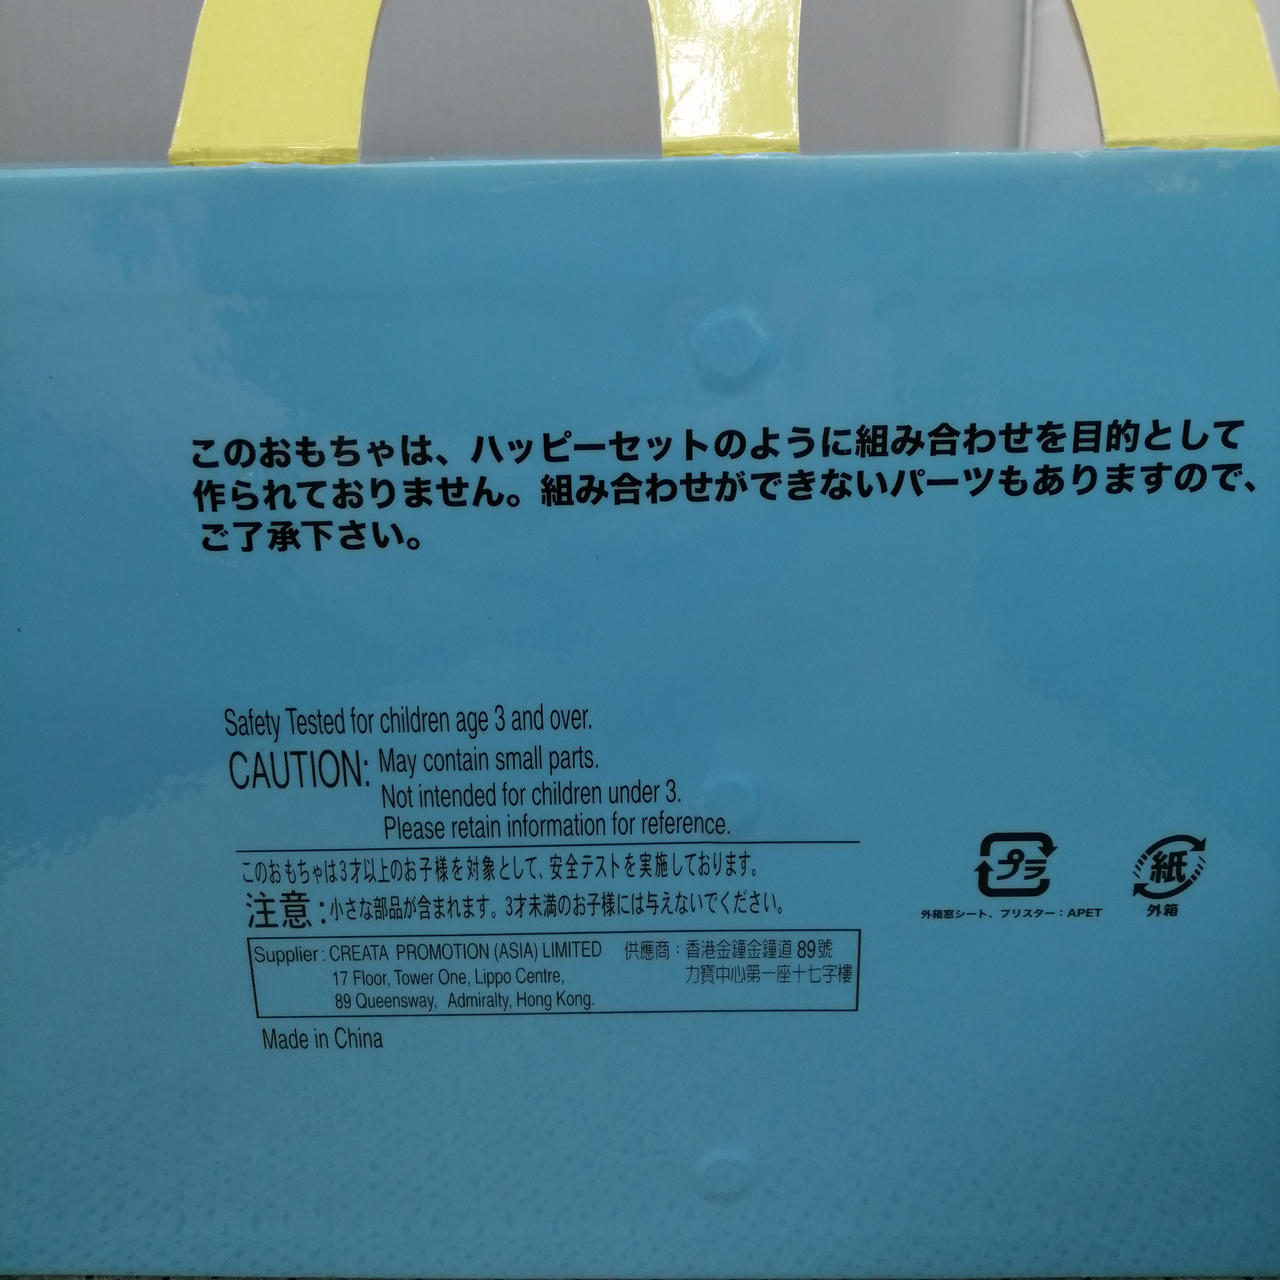 このおもちゃは、ハッピーセットのように組み合わせを目的として
作られておりません。組み合わせができないパーツもありますので、
ご了承下さい。
Safety Tested for children age 3 and over.
CAUTION: May contain small parts.
Not intended for children under 3.
Please retain information for reference.
このおもちゃは3才以上のお子様を対象として、安全テストを実施しております。
注意:小さな部品が含まれます。3才未満のお子様には与えないでください。
Supplier : CREATA PROMOTION (ASIA) LIMITED
17 Floor, Tower One, Lippo Centre,
89 Queensway, Admiralty, Hong Kong.
供應商:香港金鐘金鐘道 89號
力寶中心第一座十七字樓
Made in China
プラ
外箱窓シート、ブリスター:APET
紙
外箱